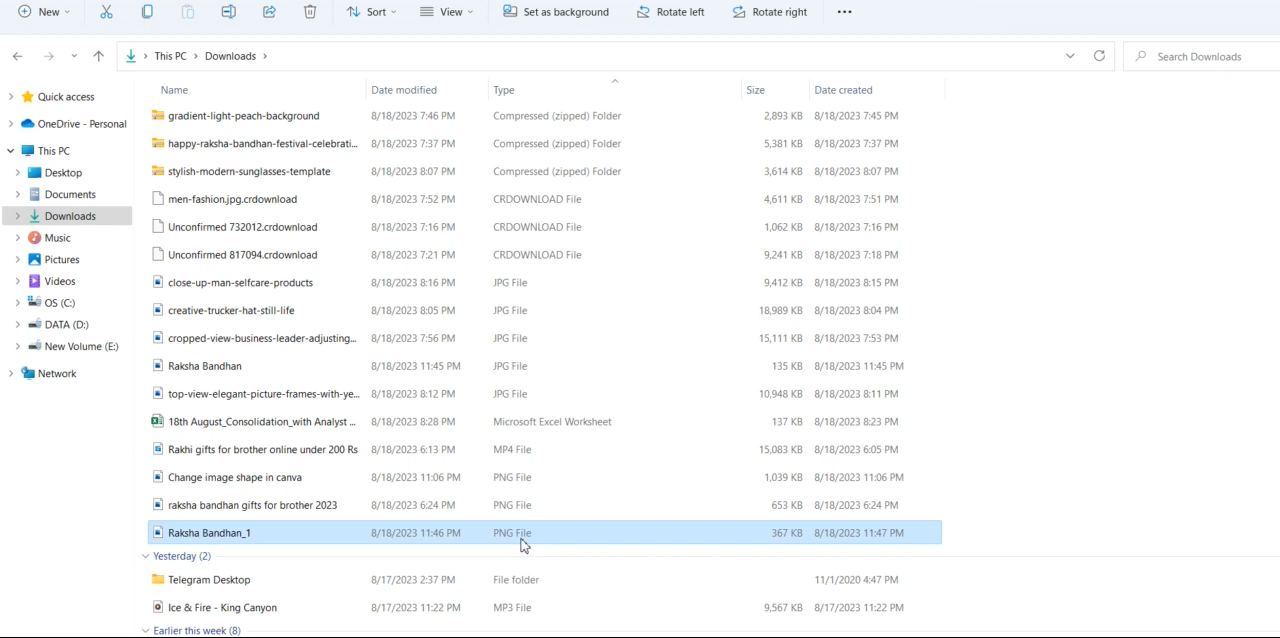 New Sort View Set as background Rotate left Rotate right ...
This PC > Downloads > Search Downloads
Name Date modified Type Size Date created
Quick access
OneDrive - Personal
This PC
Desktop
Documents
Downloads
Music
Pictures
Videos
OS (C:)
DATA (D:)
New Volume (E:)
Network
gradient-light-peach-background 8/18/2023 7:46 PM Compressed (zipped) Folder 2,893 KB 8/18/2023 7:45 PM
happy-raksha-bandhan-festival-celebrati... 8/18/2023 7:37 PM Compressed (zipped) Folder 5,381 KB 8/18/2023 7:37 PM
stylish-modern-sunglasses-template 8/18/2023 8:07 PM Compressed (zipped) Folder 3,614 KB 8/18/2023 8:07 PM
men-fashion.jpg.crdownload 8/18/2023 7:52 PM CRDOWNLOAD File 4,611 KB 8/18/2023 7:51 PM
Unconfirmed 732012.crdownload 8/18/2023 7:16 PM CRDOWNLOAD File 1,062 KB 8/18/2023 7:16 PM
Unconfirmed 817094.crdownload 8/18/2023 7:21 PM CRDOWNLOAD File 9,241 KB 8/18/2023 7:18 PM
close-up-man-selfcare-products 8/18/2023 8:16 PM JPG File 9,412 KB 8/18/2023 8:15 PM
creative-trucker-hat-still-life 8/18/2023 8:05 PM JPG File 18,989 KB 8/18/2023 8:04 PM
cropped-view-business-leader-adjusting... 8/18/2023 7:56 PM JPG File 15,111 KB 8/18/2023 7:53 PM
Raksha Bandhan 8/18/2023 11:45 PM JPG File 135 KB 8/18/2023 11:45 PM
top-view-elegant-picture-frames-with-ye... 8/18/2023 8:12 PM JPG File 10,948 KB 8/18/2023 8:11 PM
18th August_Consolidation_with Analyst ... 8/18/2023 8:28 PM Microsoft Excel Worksheet 137 KB 8/18/2023 8:23 PM
Rakhi gifts for brother online under 200 Rs 8/18/2023 6:13 PM MP4 File 15,083 KB 8/18/2023 6:05 PM
Change image shape in canva 8/18/2023 11:06 PM PNG File 1,039 KB 8/18/2023 11:06 PM
raksha bandhan gifts for brother 2023 8/18/2023 6:24 PM PNG File 653 KB 8/18/2023 6:24 PM
Raksha Bandhan_1 8/18/2023 11:46 PM PNG File 367 KB 8/18/2023 11:47 PM
Yesterday (2)
Telegram Desktop 8/17/2023 2:37 PM File folder 11/1/2020 4:47 PM
Ice & Fire - King Canyon 8/17/2023 11:22 PM MP3 File 9,567 KB 8/17/2023 11:22 PM
Earlier this week (8)